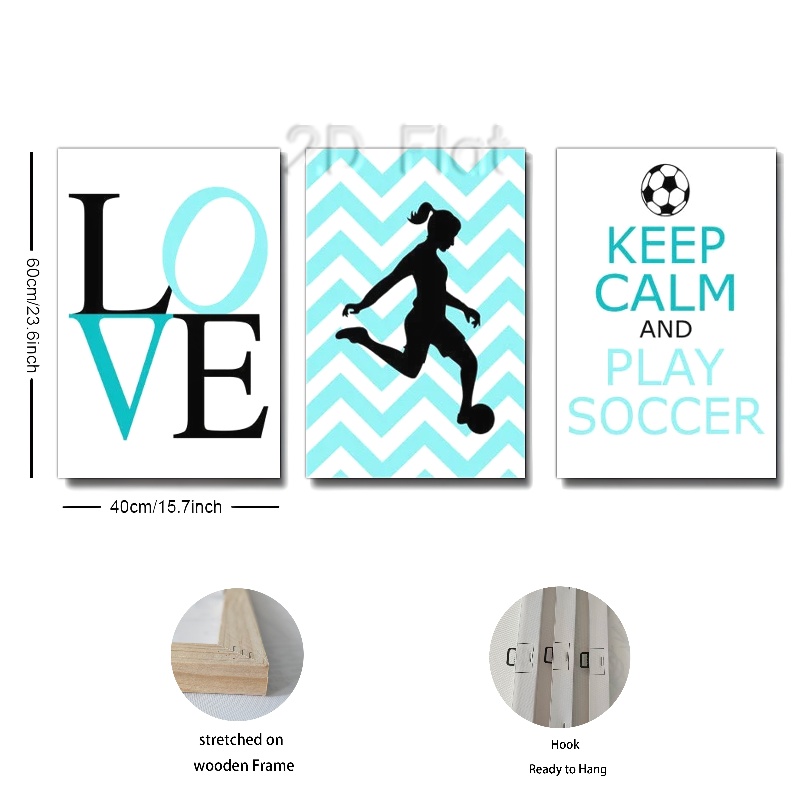 2D Flat
LO
VE
KEEP
CALM
AND
PLAY
SOCCER
60cm/23.6inch
40cm/15.7inch
stretched on
wooden Frame
Hook
Ready to Hang